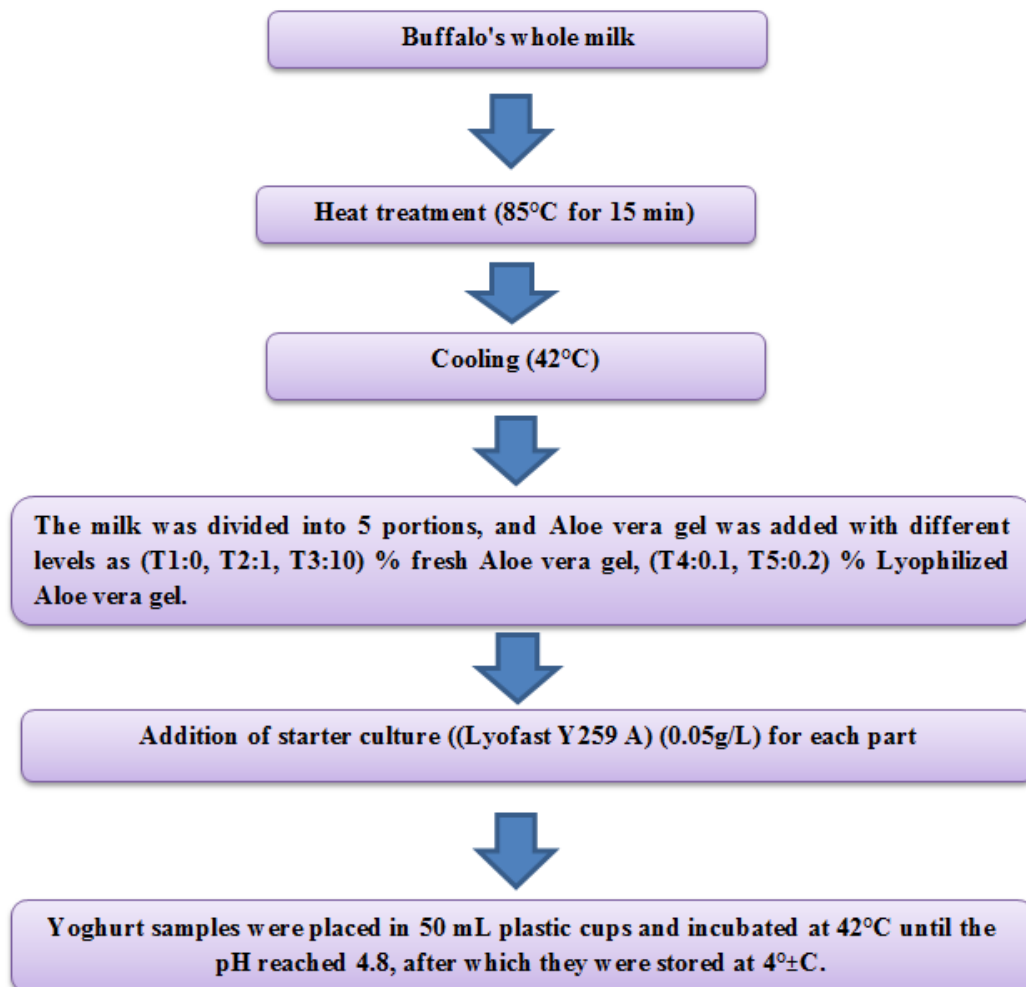 Buffalo's whole milk
Heat treatment (85°C for 15 min)
Cooling (42°C)
The milk was divided into 5 portions, and Aloe vera gel was added with different
levels as (T1:0, T2:1, T3:10) % fresh Aloe vera gel, (T4:0.1, T5:0.2) % Lyophilized
Aloe vera gel.
Addition of starter culture ((Lyofast Y259 A) (0.05g/L) for each part
Yoghurt samples were placed in 50 mL plastic cups and incubated at 42°C until the
pH reached 4.8, after which they were stored at 4°±C.